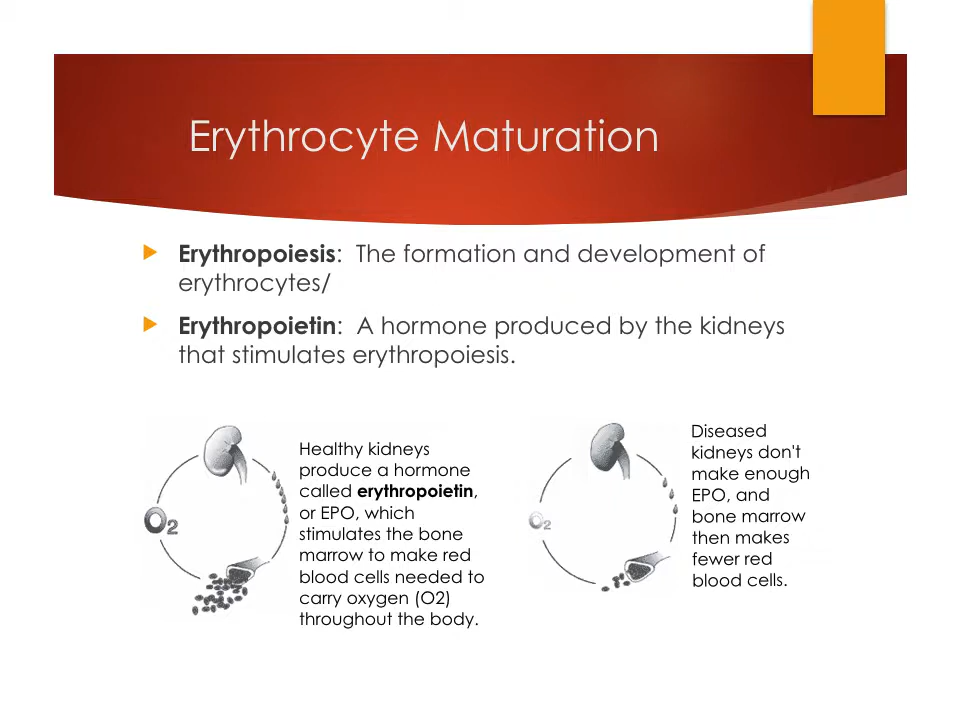 Erythrocyte Maturation
Erythropoiesis:  The formation and development of
erythrocytes/
Erythropoietin:  A hormone produced by the kidneys
that stimulates erythropoiesis.
Healthy kidneys
produce a hormone
called erythropoietin,
or EPO, which
stimulates the bone
marrow to make red
blood cells needed to
carry oxygen (O2)
throughout the body.
O2
Diseased
kidneys don't
make enough
EPO, and
bone marrow
then makes
fewer red
blood cells.
O2